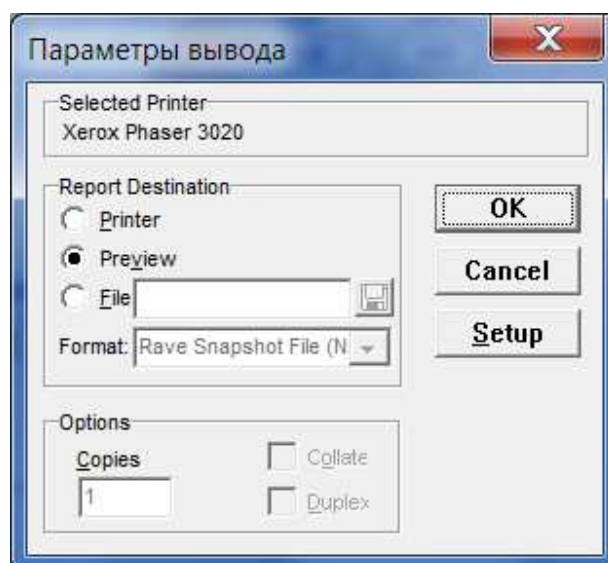 Параметры вывода
Selected Printer
Xerox Phaser 3020
Report Destination
Printer
Preview
File
Format: Rave Snapshot File (N
OK
Cancel
Setup
Options
Copies
1
Collate
Duplex